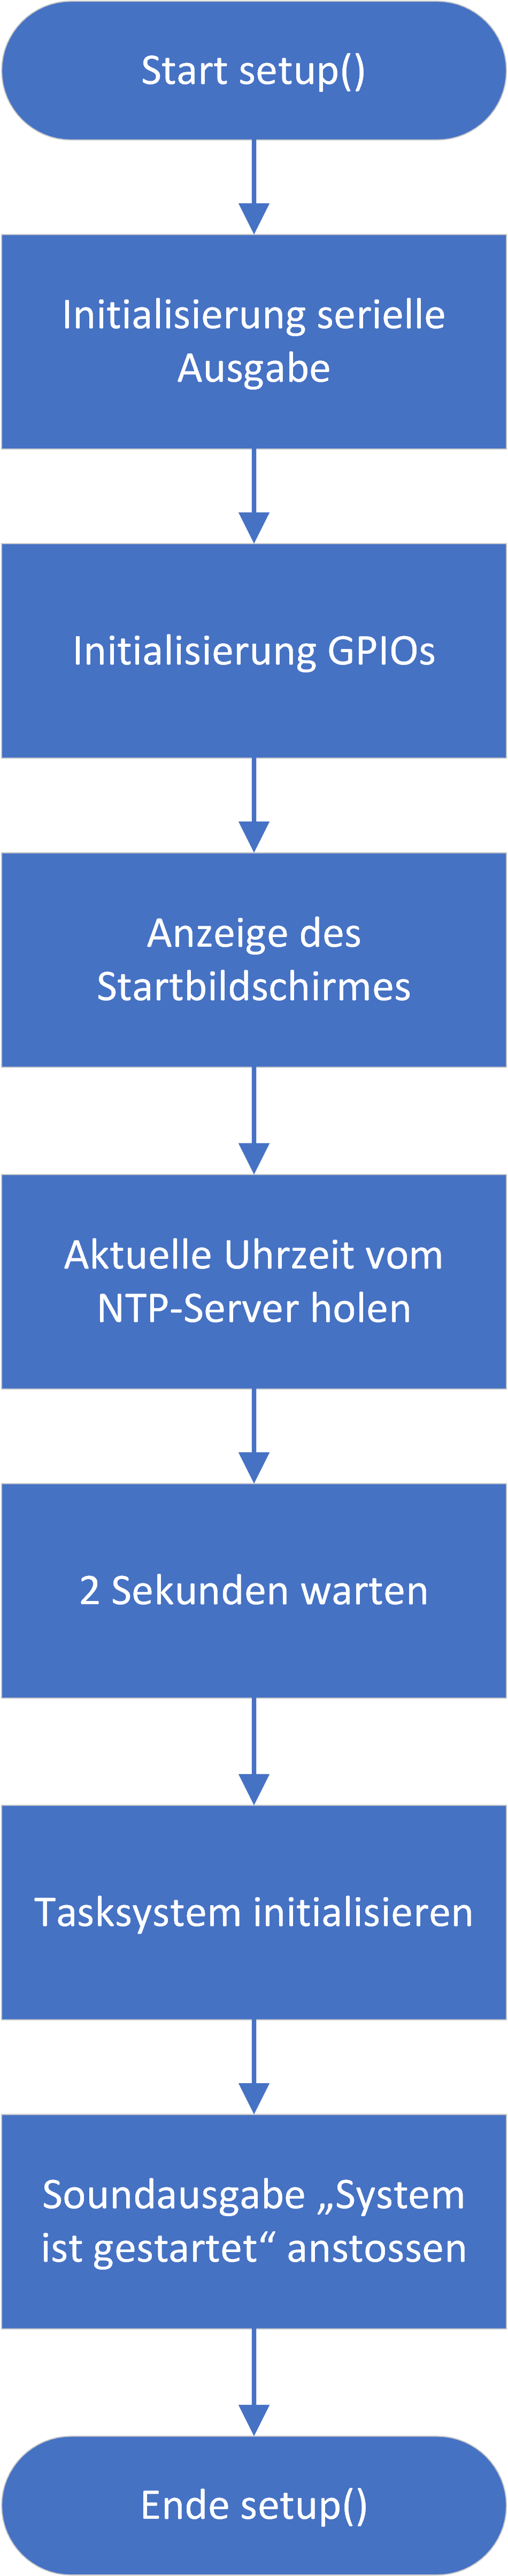 Start setup()
Initialisierung serielle
Ausgabe
Initialisierung GPIOs
Anzeige des
Startbildschirmes
Aktuelle Uhrzeit vom
NTP-Server holen
2 Sekunden warten
Tasksystem initialisieren
Soundausgabe „System
ist gestartet“ anstossen
Ende setup()